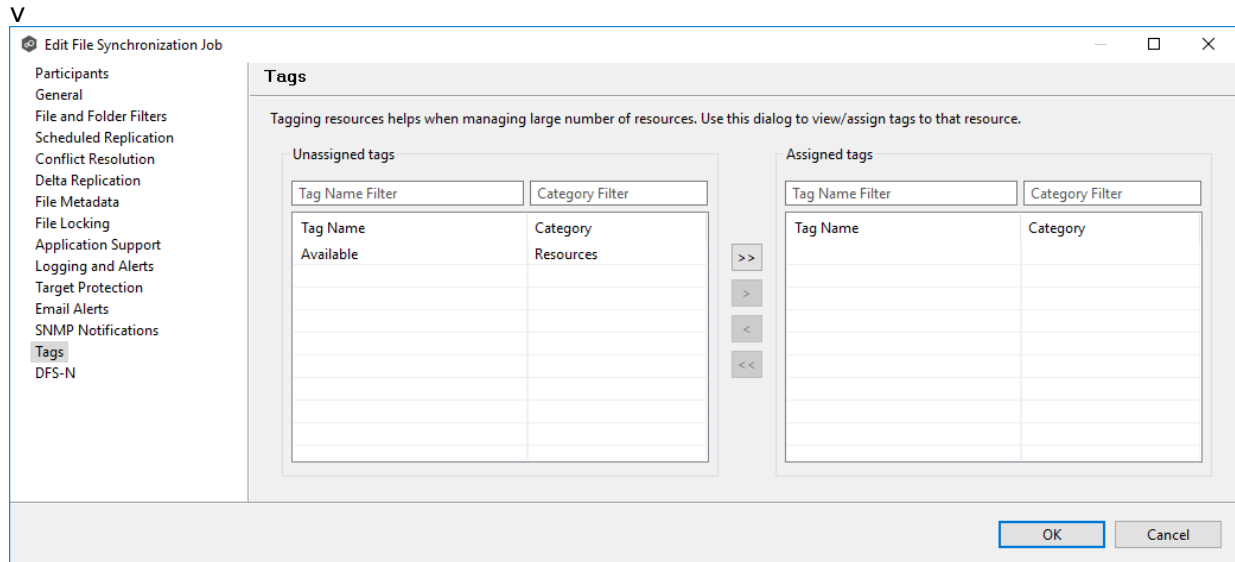 v
Edit File Synchronization Job
Participants
General
File and Folder Filters
Scheduled Replication
Conflict Resolution
Delta Replication
File Metadata
File Locking
Application Support
Logging and Alerts
Target Protection
Email Alerts
SNMP Notifications
Tags
DFS-N
Tags
Tagging resources helps when managing large number of resources. Use this dialog to view/assign tags to that resource.
Unassigned tags
Tag Name Filter Category Filter
Tag Name Category
Available Resources
>>
>
<
<<
Assigned tags
Tag Name Filter Category Filter
Tag Name Category
OK Cancel